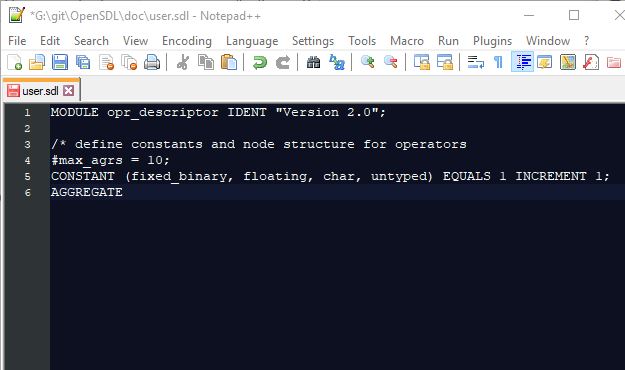 *G:\git\OpenSDL\doc\user.sdl - Notepad++
File Edit Search View Encoding Language Settings Tools Macro Run Plugins Window ?
user.sdl
1 MODULE opr_descriptor IDENT "Version 2.0";
2
3 /* define constants and node structure for operators
4 #max_agrs = 10;
5 CONSTANT (fixed_binary, floating, char, untyped) EQUALS 1 INCREMENT 1;
6 AGGREGATE